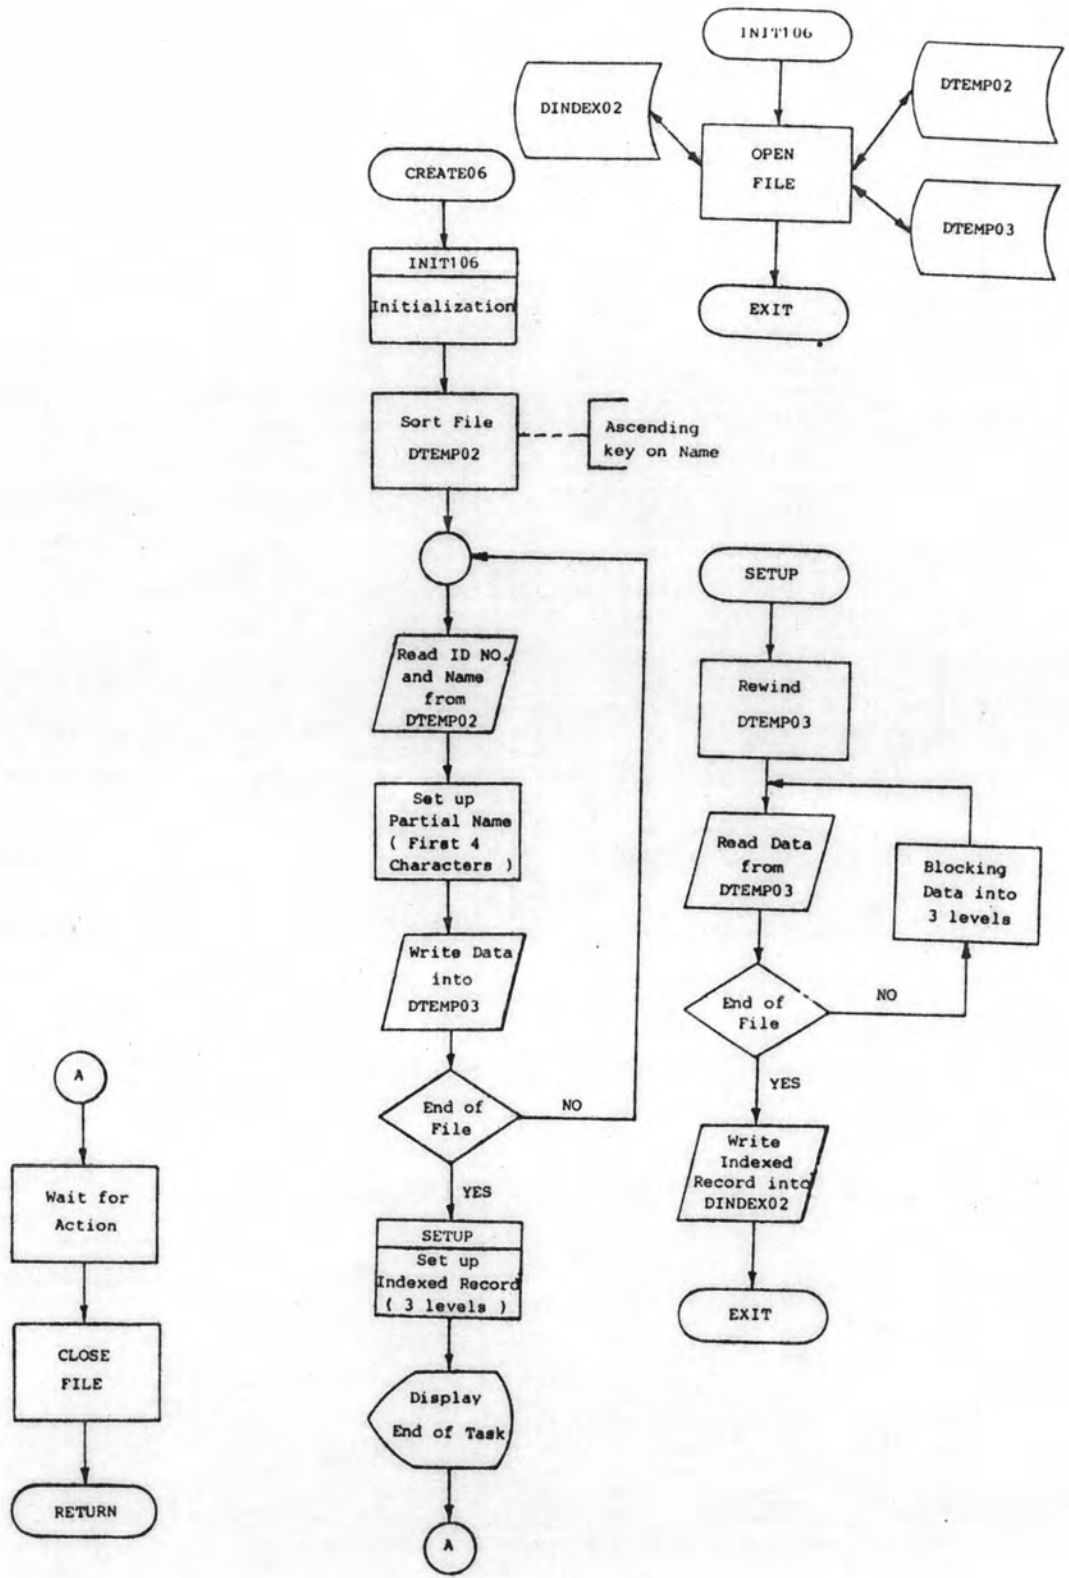 INIT106
DINDEX02
DTEMP02
OPEN
FILE
DTEMP03
EXIT
CREATE06
INIT106
Initialization
Sort File
DTEMP02
Ascending
key on Name
Read ID NO.
and Name
from
DTEMP02
Set up
Partial Name
( First 4
Characters )
Write Data
into
DTEMP03
End of
File
NO
YES
SETUP
Set up
Indexed Record
( 3 levels )
Display
End of Task
A
SETUP
Rewind
DTEMP03
Read Data
from
DTEMP03
Blocking
Data into
3 levels
End of
File
NO
YES
Write
Indexed
Record into
DINDEX02
EXIT
A
Wait for
Action
CLOSE
FILE
RETURN